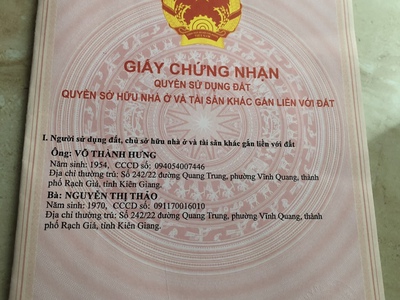 GIẤY CHỨNG NHẬN
QUYỀN SỬ DỤNG ĐẤT
QUYỀN SỞ HỮU NHÀ Ở VÀ TÀI SẢN KHÁC GẮN LIỀN VỚI ĐẤT
I. Người sử dụng đất, chủ sở hữu nhà ở và tài sản khác gắn liền với đất
Ông: VÕ THÀNH HƯNG
Năm sinh: 1954, CCCD số: 094054007446
Địa chỉ thường trú: Số 242/22 đường Quang Trung, phường Vĩnh Quang, thành
phố Rạch Giá, tỉnh Kiên Giang.
Bà: NGUYỄN THỊ THẢO
Năm sinh: 1970, CCCD số: 091170016010
Địa chỉ thường trú: Số 242/22 đường Quang Trung, phường Vĩnh Quang, thành
phố Rạch Giá, tỉnh Kiên Giang.